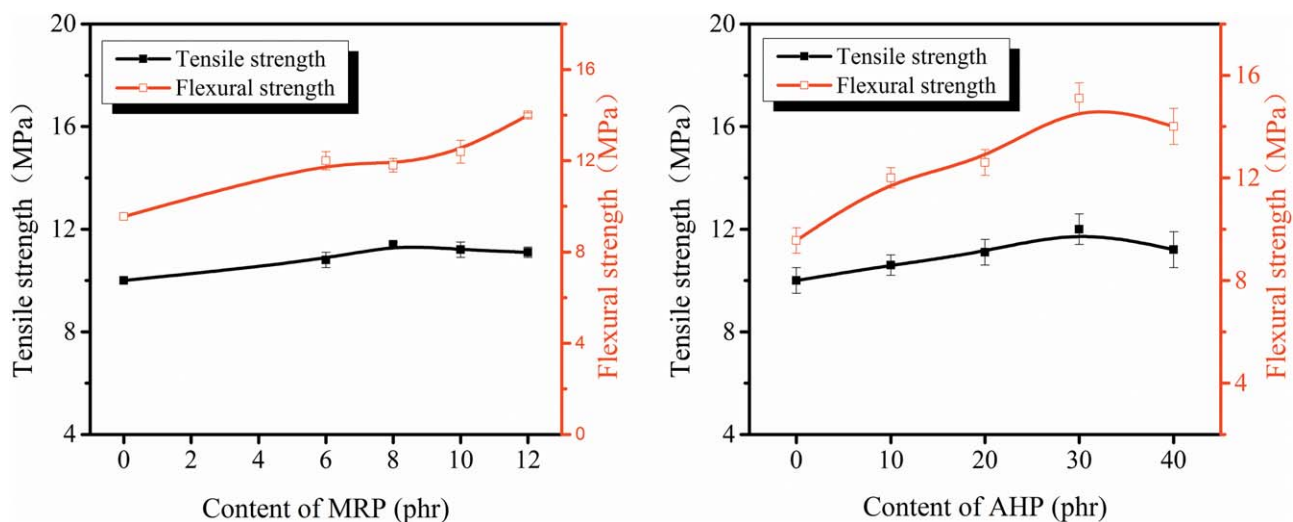 20
16
12
8
4
Tensile strength（MPa）
Tensile strength
Flexural strength
16
12
8
4
0
Flexural strength（MPa）
0 2 4 6 8 10 12
Content of MRP (phr)
20
16
12
8
4
Tensile strength（MPa）
Tensile strength
Flexural strength
16
12
8
4
Flexural strength（MPa）
0 10 20 30 40
Content of AHP (phr)